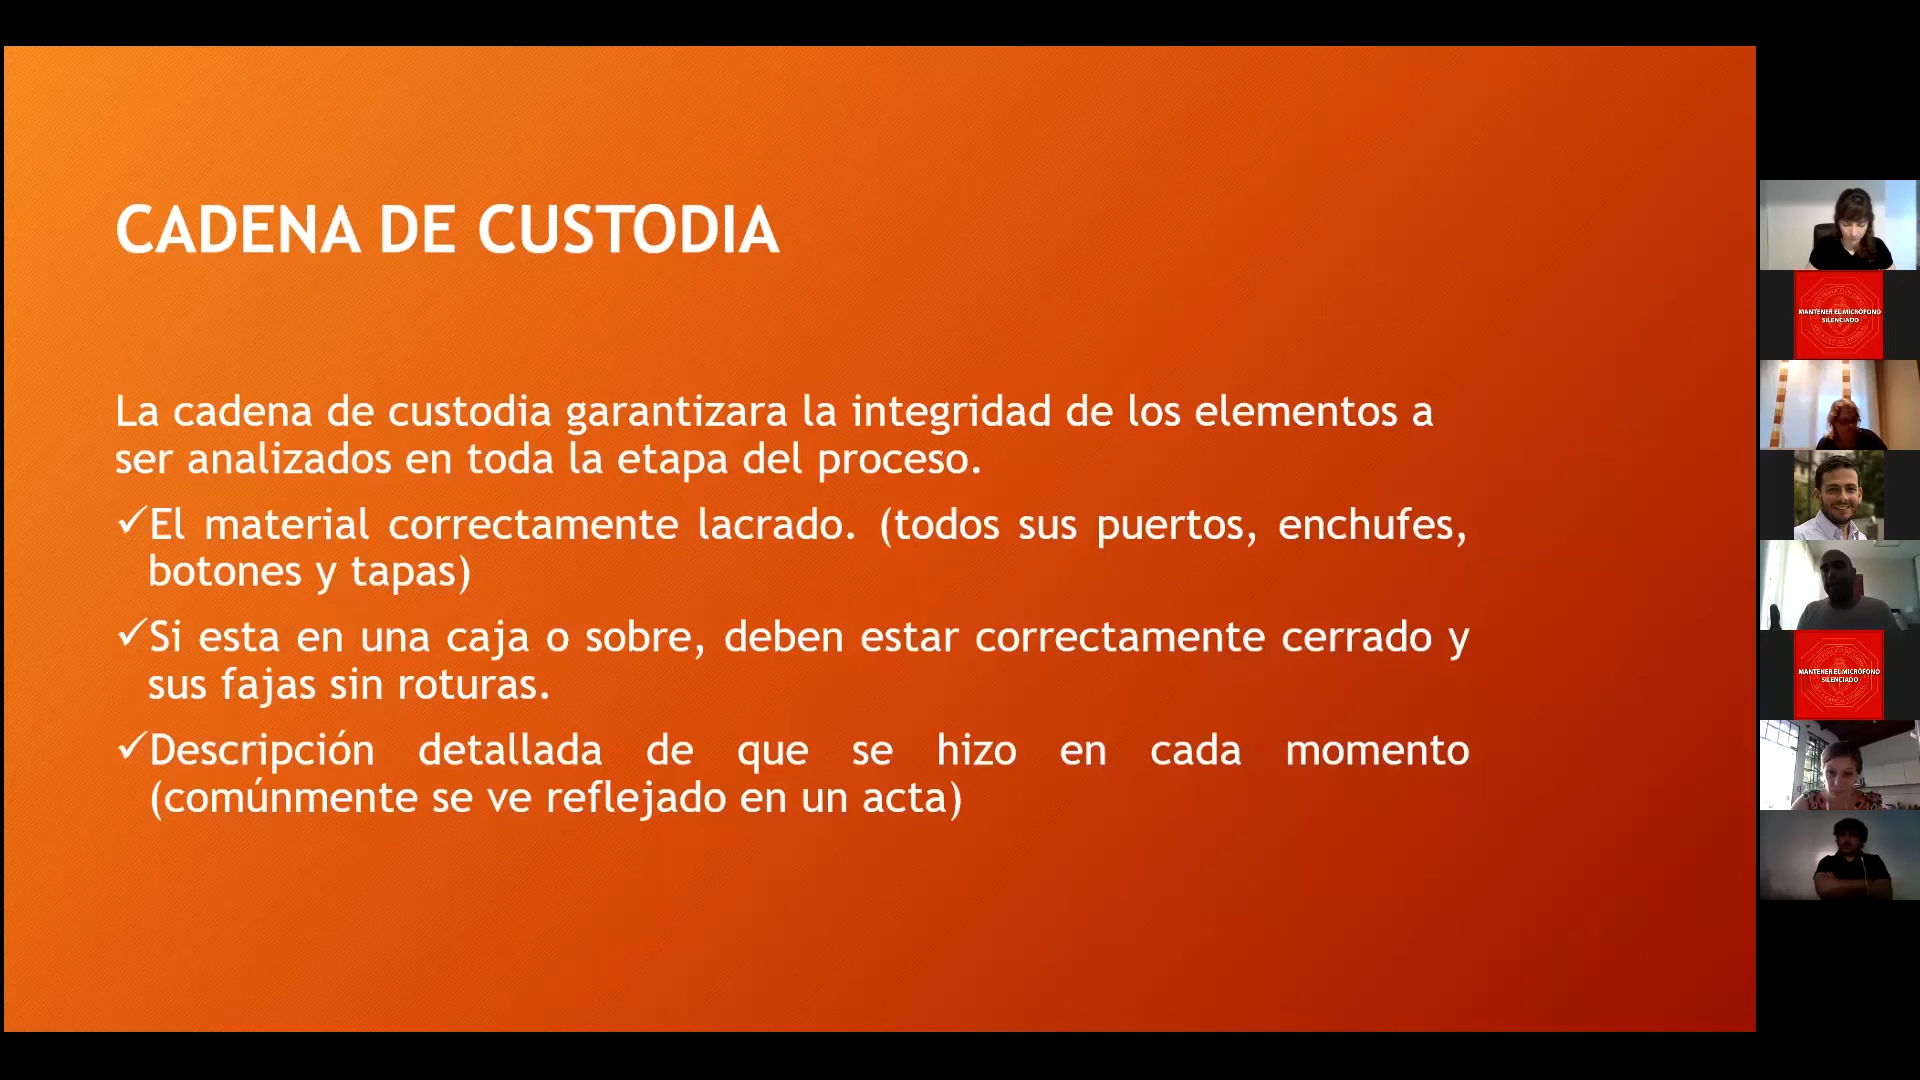 CADENA DE CUSTODIA
La cadena de custodia garantizara la integridad de los elementos a
ser analizados en toda la etapa del proceso.
✓El material correctamente lacrado. (todos sus puertos, enchufes,
botones y tapas)
✓Si esta en una caja o sobre, deben estar correctamente cerrado y
sus fajas sin roturas.
✓Descripción detallada de que se hizo en cada momento
(comúnmente se ve reflejado en un acta)
MANTENER EL MICRÓFONO
SILENCIADO
MANTENER EL MICRÓFONO
SILENCIADO